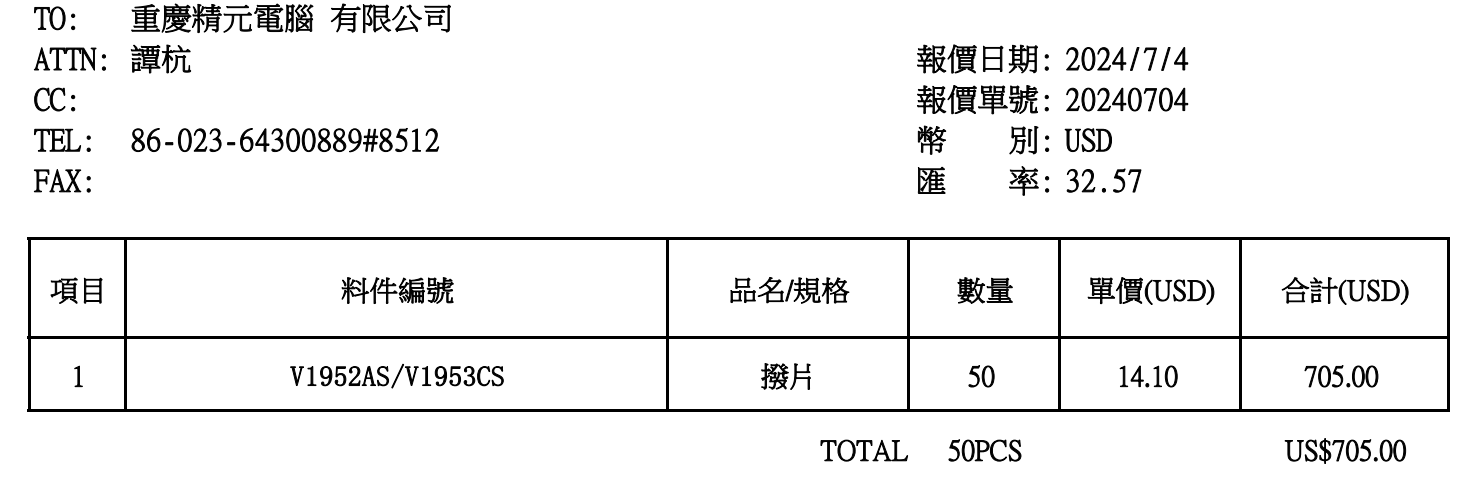 TO: 重慶精元電腦 有限公司
ATTN: 譚杭 報價日期: 2024/7/4
CC: 報價單號: 20240704
TEL: 86-023-64300889#8512 幣 別: USD
FAX: 匯 率: 32.57
項目 料件編號 品名/規格 數量 單價(USD) 合計(USD)
1 V1952AS/V1953CS 撥片 50 14.10 705.00
TOTAL 50PCS US$705.00